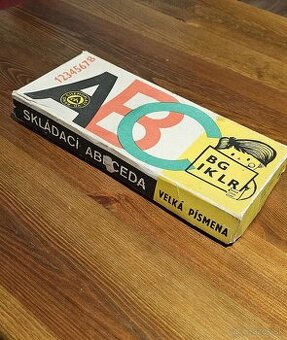 12345678
ABC
BG
IKLR
SKLÁDACÍ ABECEDA
VELKÁ PÍSMENA